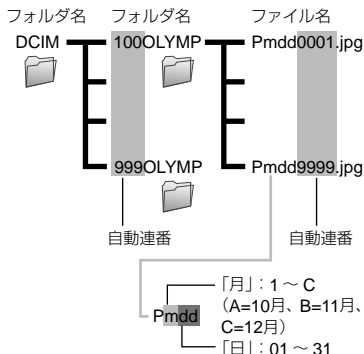 フォルダ名 フォルダ名 ファイル名
DCIM 100OLYMP Pmdd0001.jpg
999OLYMP Pmdd9999.jpg
自動連番 自動連番
Pmdd
「月」：1 ～ C
（A=10月、B=11月、
C=12月）
「日」：01 ～ 31